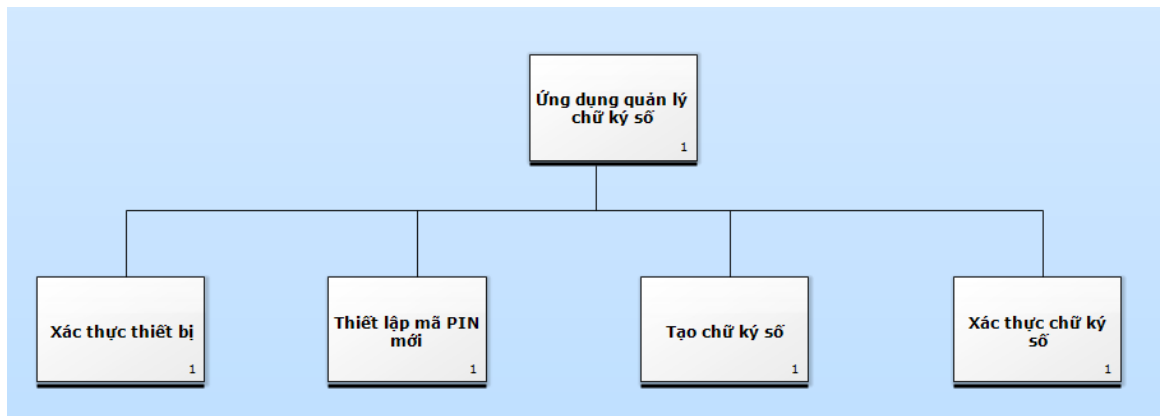 Ứng dụng quản lý
chữ ký số
1
Xác thực thiết bị
1
Thiết lập mã PIN
mới
1
Tạo chữ ký số
1
Xác thực chữ ký
số
1